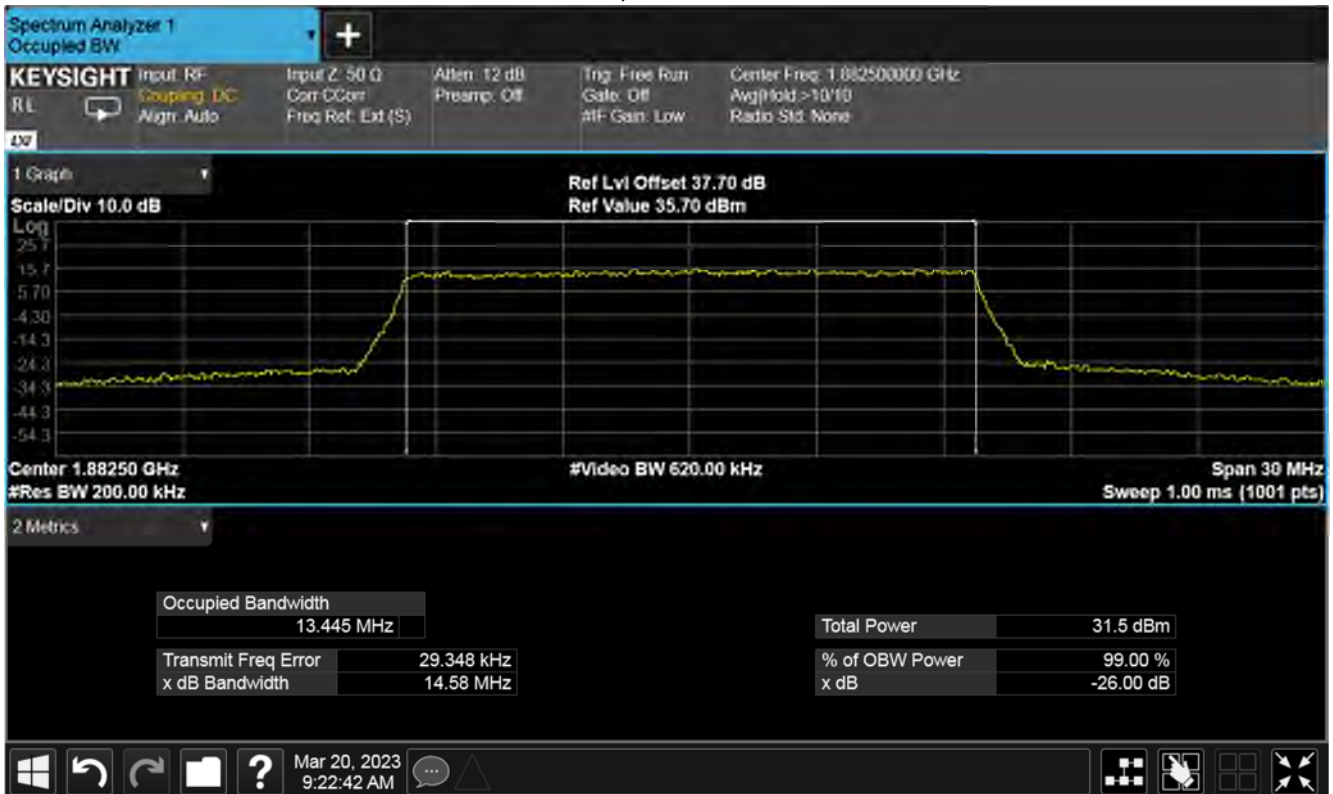 Spectrum Analyzer 1
Occupied BW
+
KEYSIGHT Input: RF Input Z: 50 Ω Atten: 12 dB Trig: Free Run Center Freq: 1.882500000 GHz
RL Coupling: DC Corr CCorr Preamp: Off Gate: Off Avg|Hold:>10/10
Align: Auto Freq Ref: Ext (S) #IF Gain: Low Radio Std: None
LXI
1 Graph
Ref Lvl Offset 37.70 dB
Scale/Div 10.0 dB Ref Value 35.70 dBm
Log
25.7
15.7
5.70
-4.30
-14.3
-24.3
-34.3
-44.3
-54.3
Center 1.88250 GHz #Video BW 620.00 kHz Span 30 MHz
#Res BW 200.00 kHz Sweep 1.00 ms (1001 pts)
2 Metrics
Occupied Bandwidth
13.445 MHz Total Power 31.5 dBm
Transmit Freq Error 29.348 kHz % of OBW Power 99.00 %
x dB Bandwidth 14.58 MHz x dB -26.00 dB
? Mar 20, 2023
9:22:42 AM